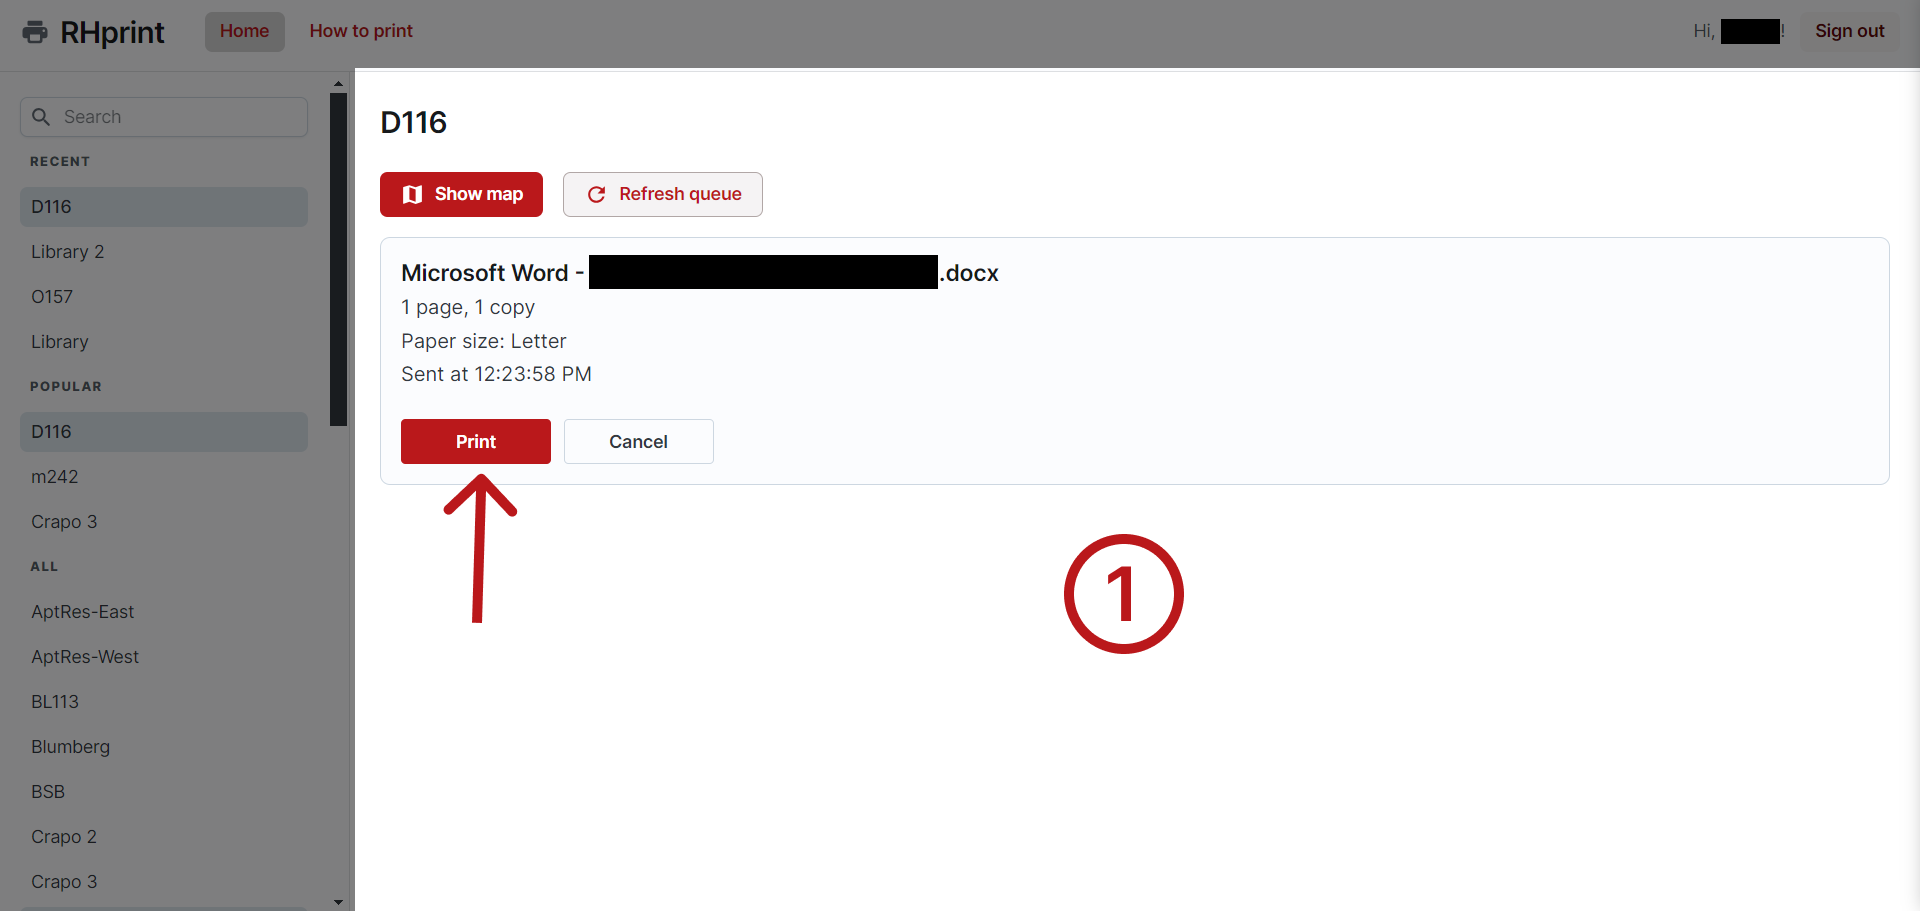 RHprint
Home
How to print
Hi, !
Sign out
Search
RECENT
D116
Library 2
O157
Library
POPULAR
D116
m242
Crapo 3
ALL
AptRes-East
AptRes-West
BL113
Blumberg
BSB
Crapo 2
Crapo 3
D116
Show map
Refresh queue
Microsoft Word - .docx
1 page, 1 copy
Paper size: Letter
Sent at 12:23:58 PM
Print
Cancel
1